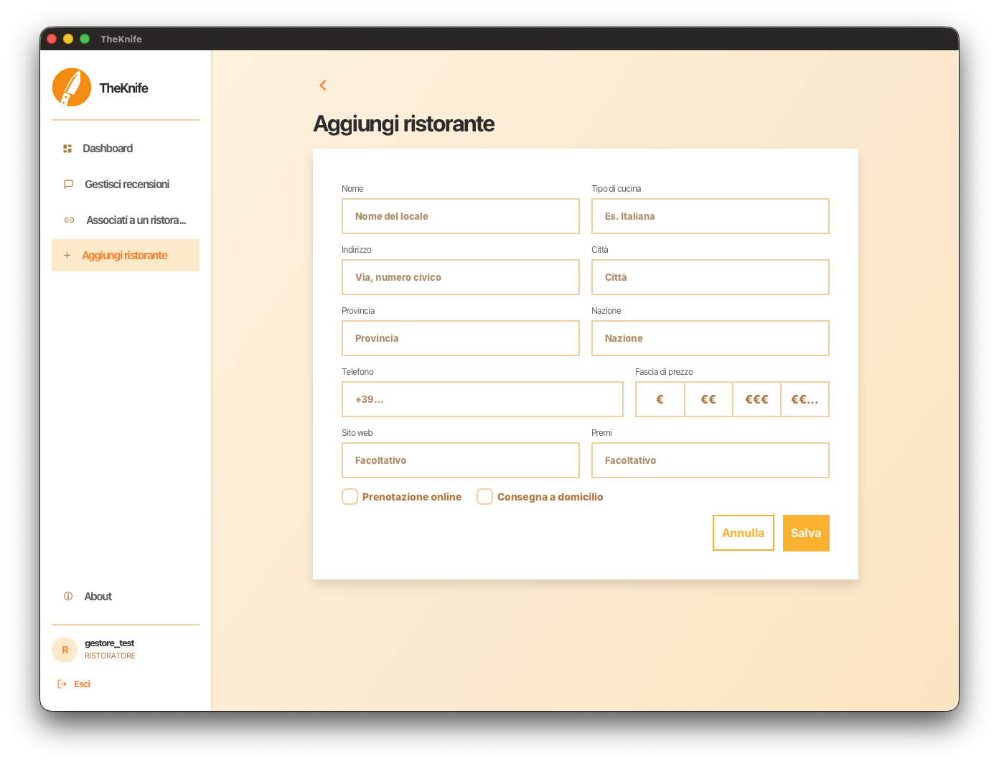 TheKnife
TheKnife
Dashboard
Gestisci recensioni
Associati a un ristora...
Aggiungi ristorante
About
gestore_test
R
RISTORATORE
Esci
Aggiungi ristorante
Nome
Tipo di cucina
Nome del locale
Es. Italiana
Indirizzo
Città
Via, numero civico
Città
Provincia
Nazione
Provincia
Nazione
Telefono
Fascia di prezzo
+39...
€
€€
€€€
€€...
Sito web
Premi
Facoltativo
Facoltativo
Prenotazione online
Consegna a domicilio
Annulla
Salva